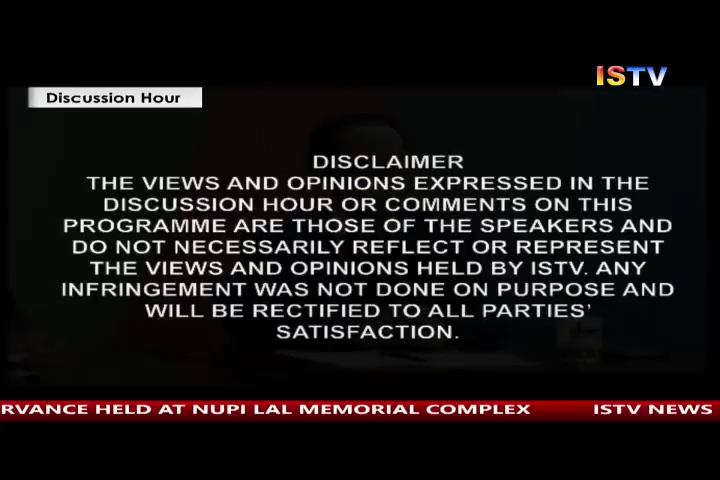 ISTV
Discussion Hour
DISCLAIMER
THE VIEWS AND OPINIONS EXPRESSED IN THE
DISCUSSION HOUR OR COMMENTS ON THIS
PROGRAMME ARE THOSE OF THE SPEAKERS AND
DO NOT NECESSARILY REFLECT OR REPRESENT
THE VIEWS AND OPINIONS HELD BY ISTV. ANY
INFRINGEMENT WAS NOT DONE ON PURPOSE AND
WILL BE RECTIFIED TO ALL PARTIES'
SATISFACTION.
RVANCE HELD AT NUPI LAL MEMORIAL COMPLEX ISTV NEWS